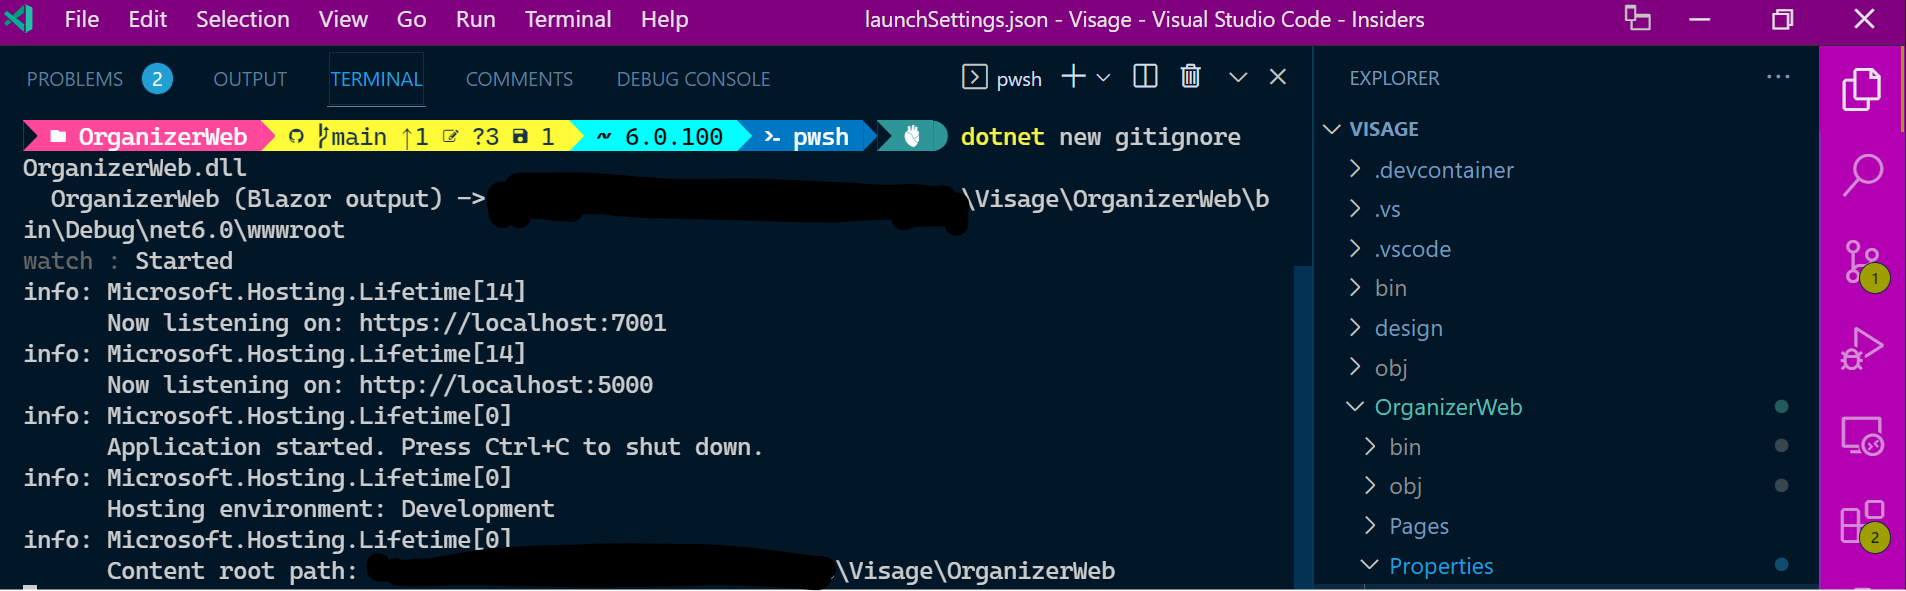 File Edit Selection View Go Run Terminal Help launchSettings.json - Visage - Visual Studio Code - Insiders
PROBLEMS 2 OUTPUT TERMINAL COMMENTS DEBUG CONSOLE pwsh
OrganizerWeb main ↑1 ?3 1 6.0.100 pwsh dotnet new gitignore
OrganizerWeb.dll
OrganizerWeb (Blazor output) -> \Visage\OrganizerWeb\b
in\Debug\net6.0\wwwroot
watch : Started
info: Microsoft.Hosting.Lifetime[14]
Now listening on: https://localhost:7001
info: Microsoft.Hosting.Lifetime[14]
Now listening on: http://localhost:5000
info: Microsoft.Hosting.Lifetime[0]
Application started. Press Ctrl+C to shut down.
info: Microsoft.Hosting.Lifetime[0]
Hosting environment: Development
info: Microsoft.Hosting.Lifetime[0]
Content root path: \Visage\OrganizerWeb
EXPLORER ...
VISAGE
.devcontainer
.vs
.vscode
bin
design
obj
OrganizerWeb
bin
obj
Pages
Properties
1
2